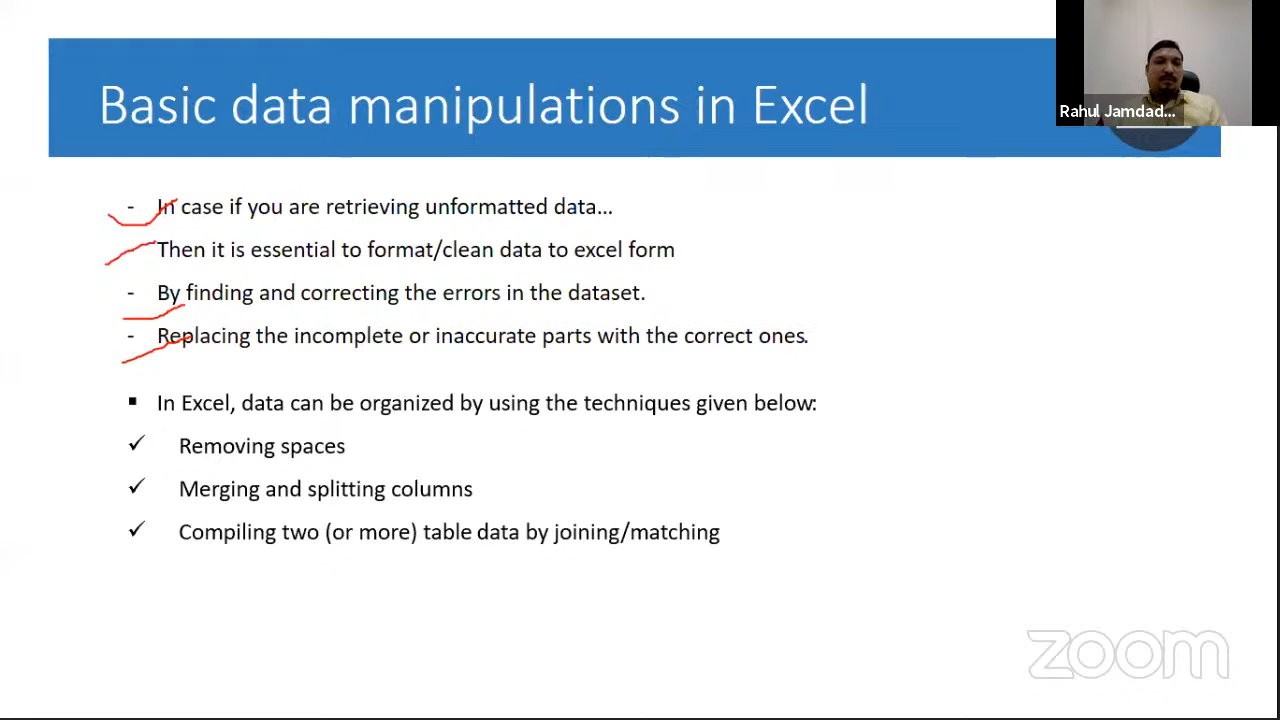 Basic data manipulations in Excel
Rahul Jamdad...
- In case if you are retrieving unformatted data...
Then it is essential to format/clean data to excel form
- By finding and correcting the errors in the dataset.
- Replacing the incomplete or inaccurate parts with the correct ones.
▪ In Excel, data can be organized by using the techniques given below:
✓ Removing spaces
✓ Merging and splitting columns
✓ Compiling two (or more) table data by joining/matching
zoom